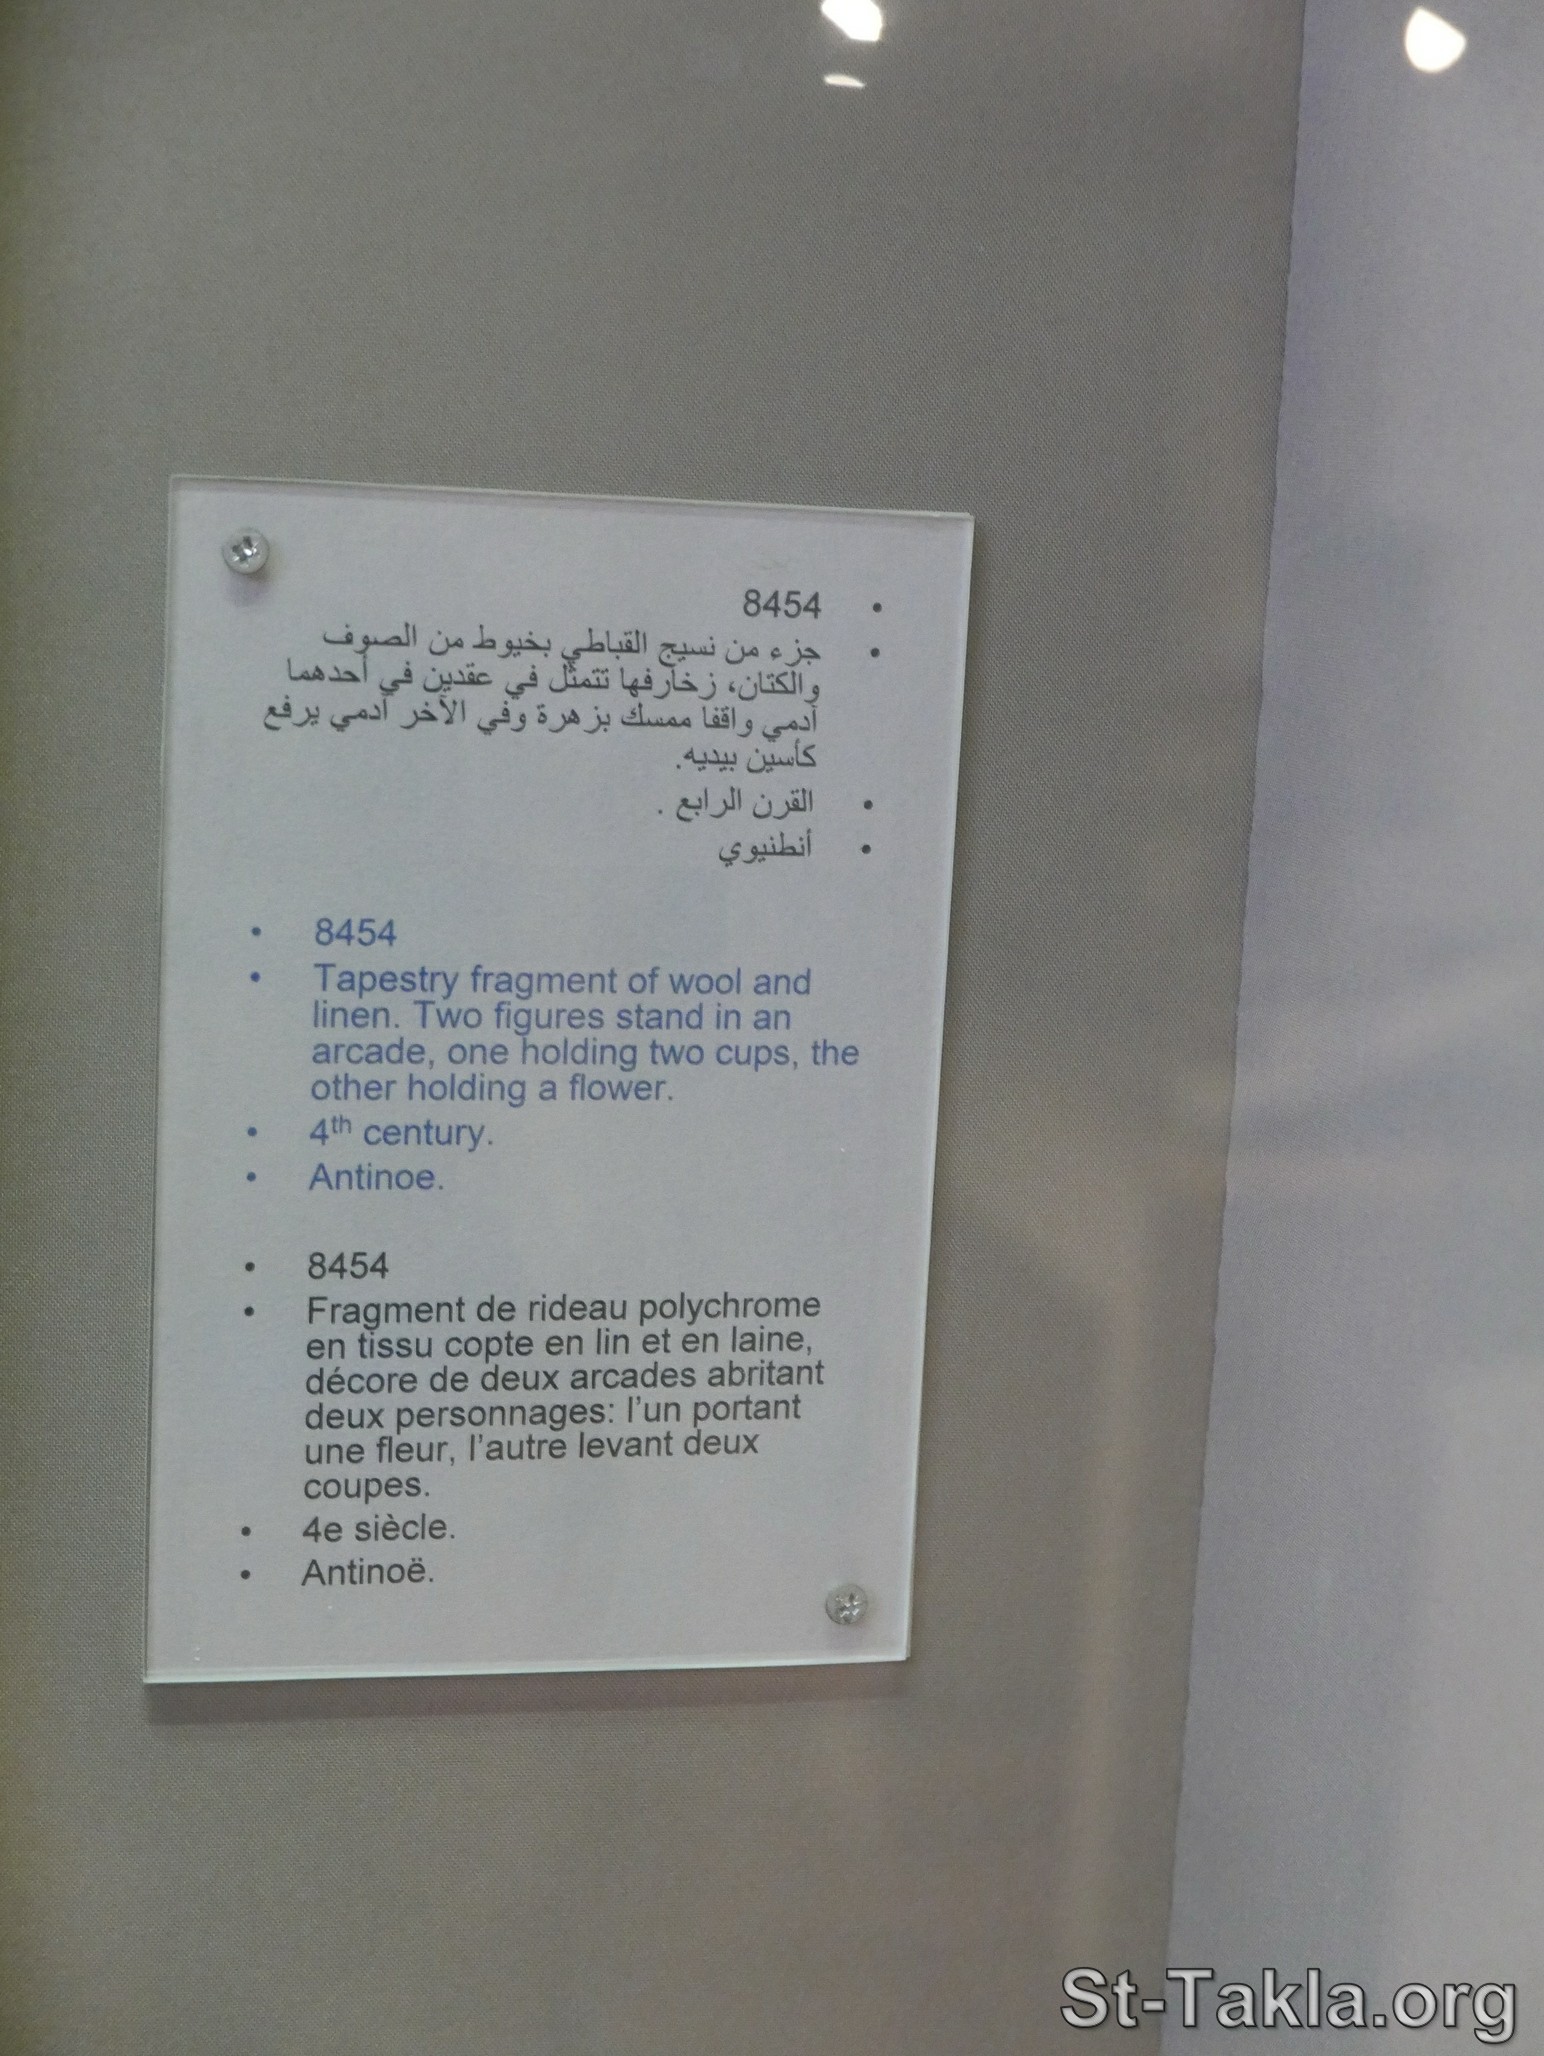 • 8454
• جزء من نسيج القباطي بخيوط من الصوف
والكتان، زخارفها تتمثل في عقدين في أحدهما
آدمي واقفا ممسك بزهرة وفي الآخر آدمي يرفع
كأسين بيديه.
• القرن الرابع .
• أنطنيوي
• 8454
• Tapestry fragment of wool and
linen. Two figures stand in an
arcade, one holding two cups, the
other holding a flower.
• 4th century.
• Antinoe.
• 8454
• Fragment de rideau polychrome
en tissu copte en lin et en laine,
décore de deux arcades abritant
deux personnages: l'un portant
une fleur, l'autre levant deux
coupes.
• 4e siècle.
• Antinoë.
St-Takla.org